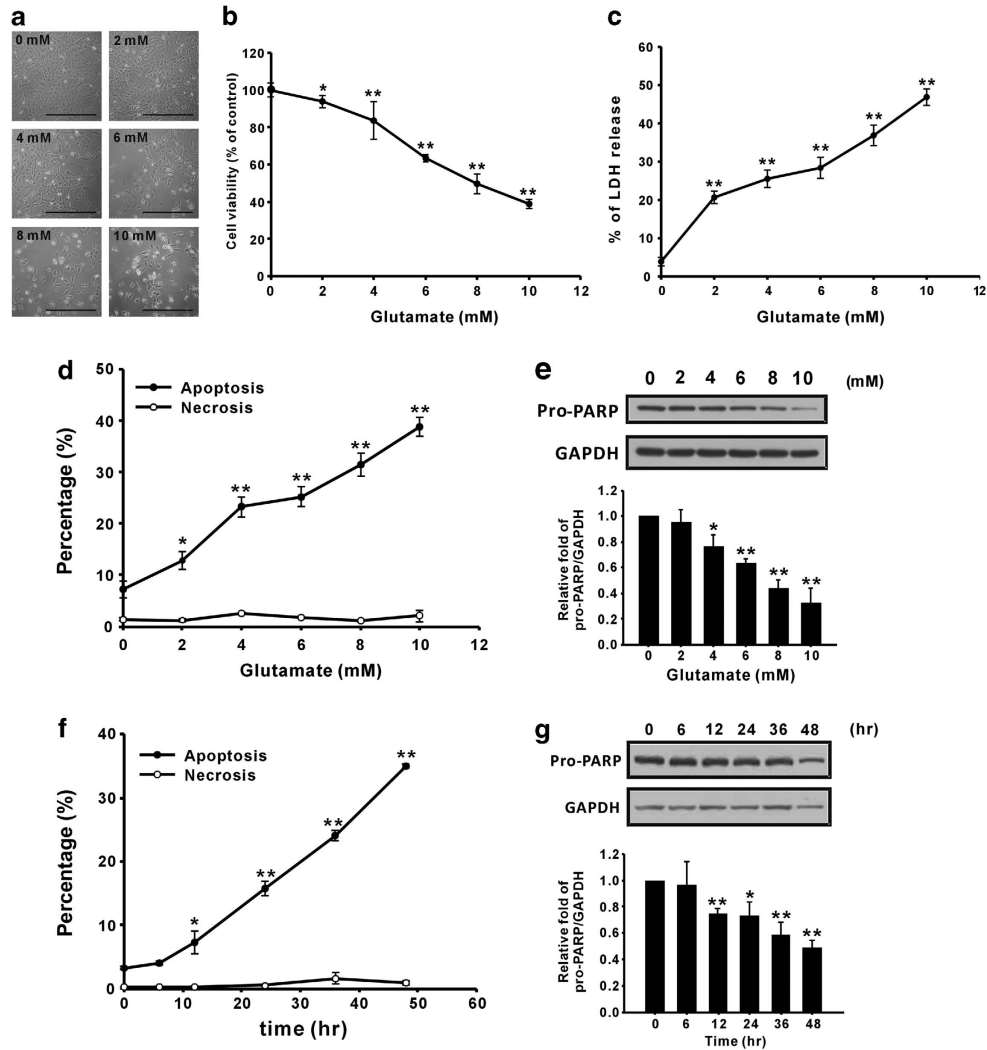 a
0 mM
2 mM
4 mM
6 mM
8 mM
10 mM
b
Cell viability (% of control)
120
100
80
60
40
20
0
*
**
**
**
**
0 2 4 6 8 10 12
Glutamate (mM)
c
% of LDH release
60
50
40
30
20
10
0
**
**
**
**
**
0 2 4 6 8 10 12
Glutamate (mM)
d
Percentage (%)
50
40
30
20
10
0
Apoptosis
Necrosis
*
**
**
**
**
0 2 4 6 8 10 12
Glutamate (mM)
e
0 2 4 6 8 10 (mM)
Pro-PARP
GAPDH
Relative fold of
pro-PARP/GAPDH
1.2
1.0
0.8
0.6
0.4
0.2
0.0
*
**
**
**
0 2 4 6 8 10
Glutamate (mM)
f
Percentage (%)
40
30
20
10
0
Apoptosis
Necrosis
*
**
**
**
0 10 20 30 40 50 60
time (hr)
g
0 6 12 24 36 48 (hr)
Pro-PARP
GAPDH
Relative fold of
pro-PARP/GAPDH
1.2
1.0
0.8
0.6
0.4
0.2
0.0
**
*
**
**
0 6 12 24 36 48
Time (hr)